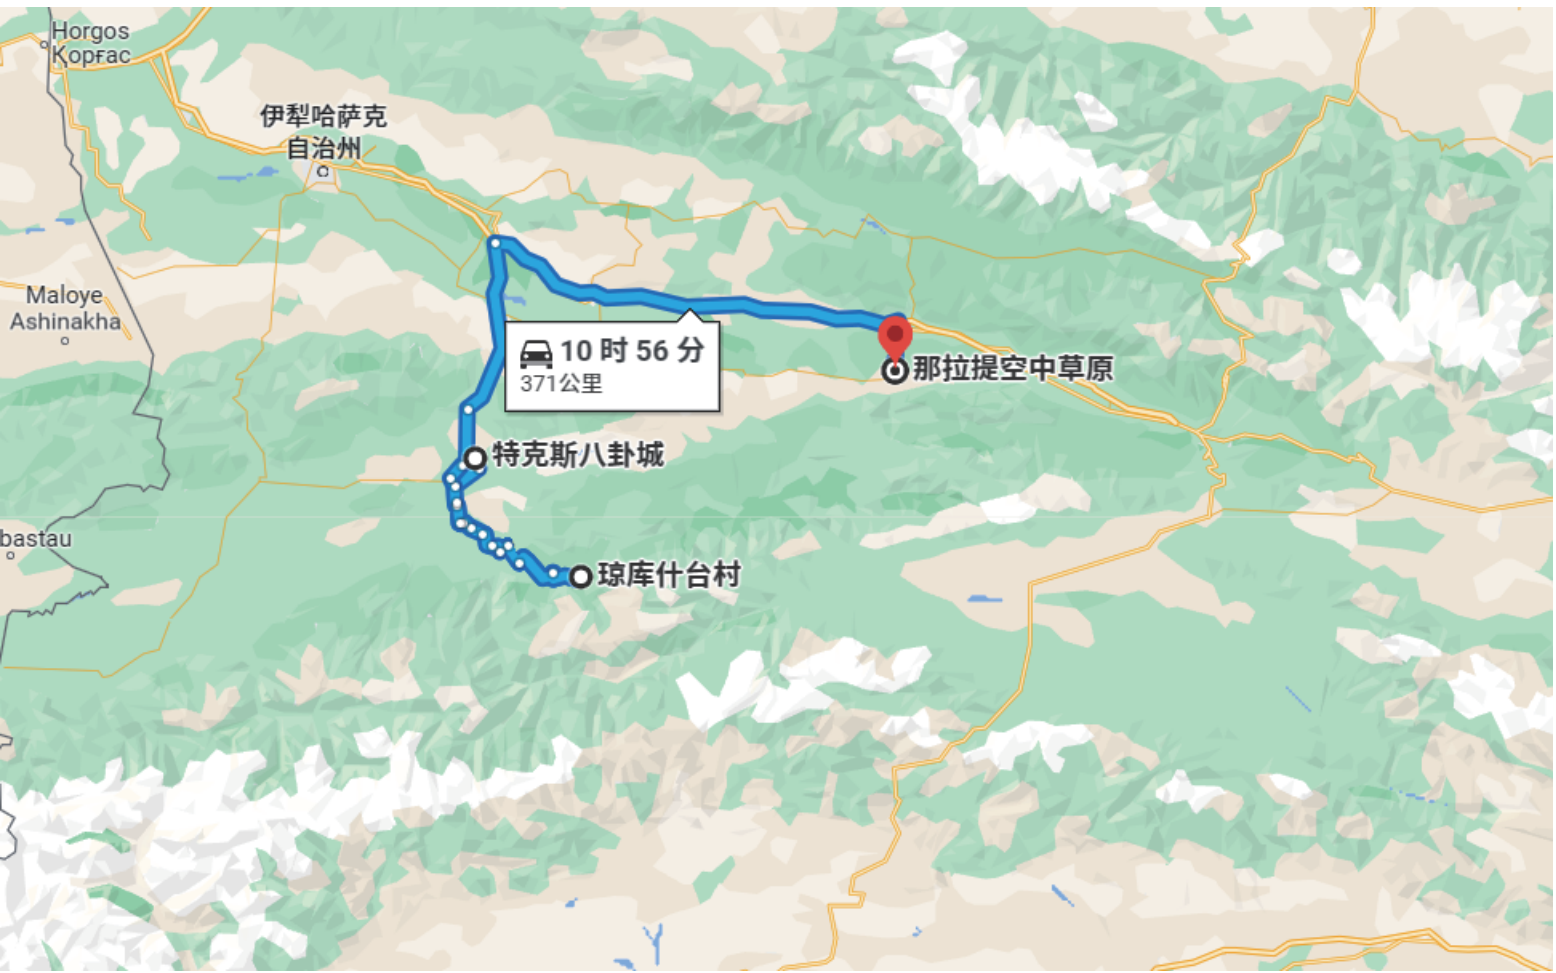 Horgos
Қорғас
伊犁哈萨克
自治州
Maloye
Ashinakha
10 时 56 分
371公里
那拉提空中草原
特克斯八卦城
bastau
琼库什台村